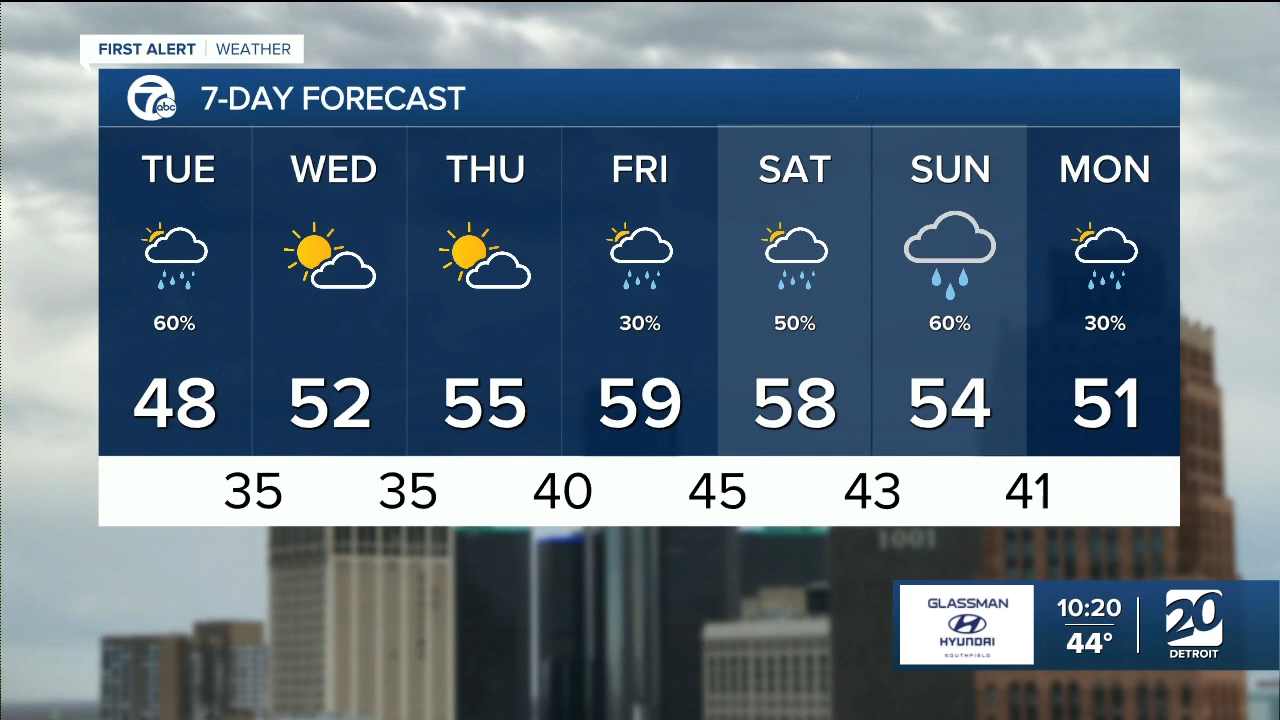 FIRST ALERT | WEATHER
7 abc 7-DAY FORECAST
TUE WED THU FRI SAT SUN MON
60% 30% 50% 60% 30%
48 52 55 59 58 54 51
35 35 40 45 43 41
1001
GLASSMAN
HYUNDAI
SOUTHFIELD
10:20
44°
20
DETROIT